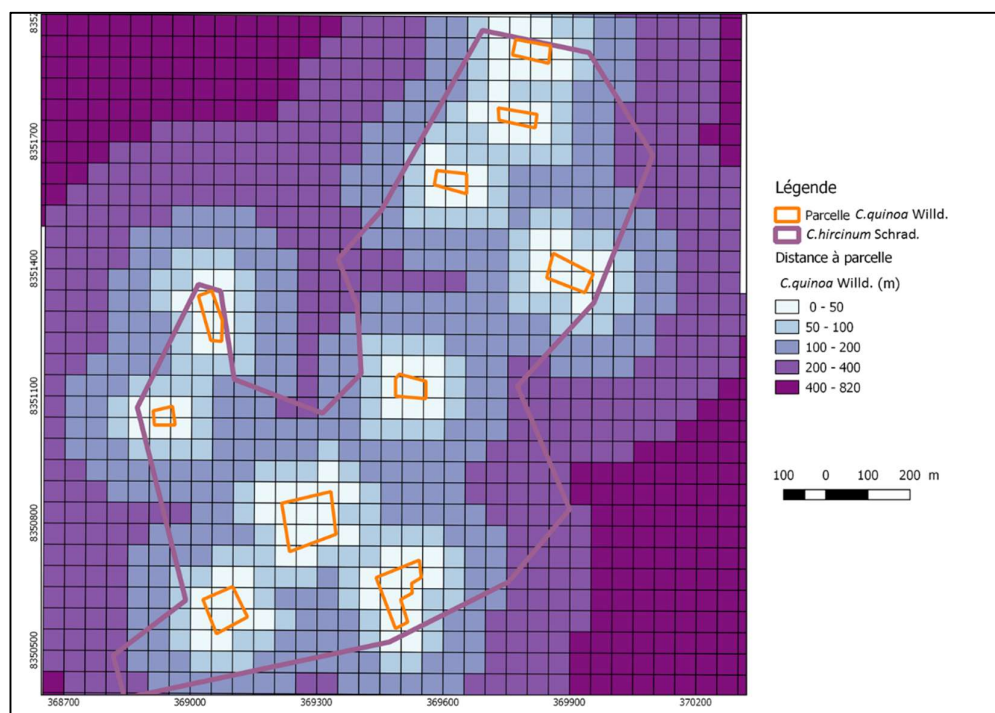 8352
8351700
8351400
8351100
8350800
8350500
368700 369000 369300 369600 369900 370200
Légende
Parcelle C.quinoa Willd.
C.hircinum Schrad.
Distance à parcelle
C.quinoa Willd. (m)
0 - 50
50 - 100
100 - 200
200 - 400
400 - 820
100 0 100 200 m